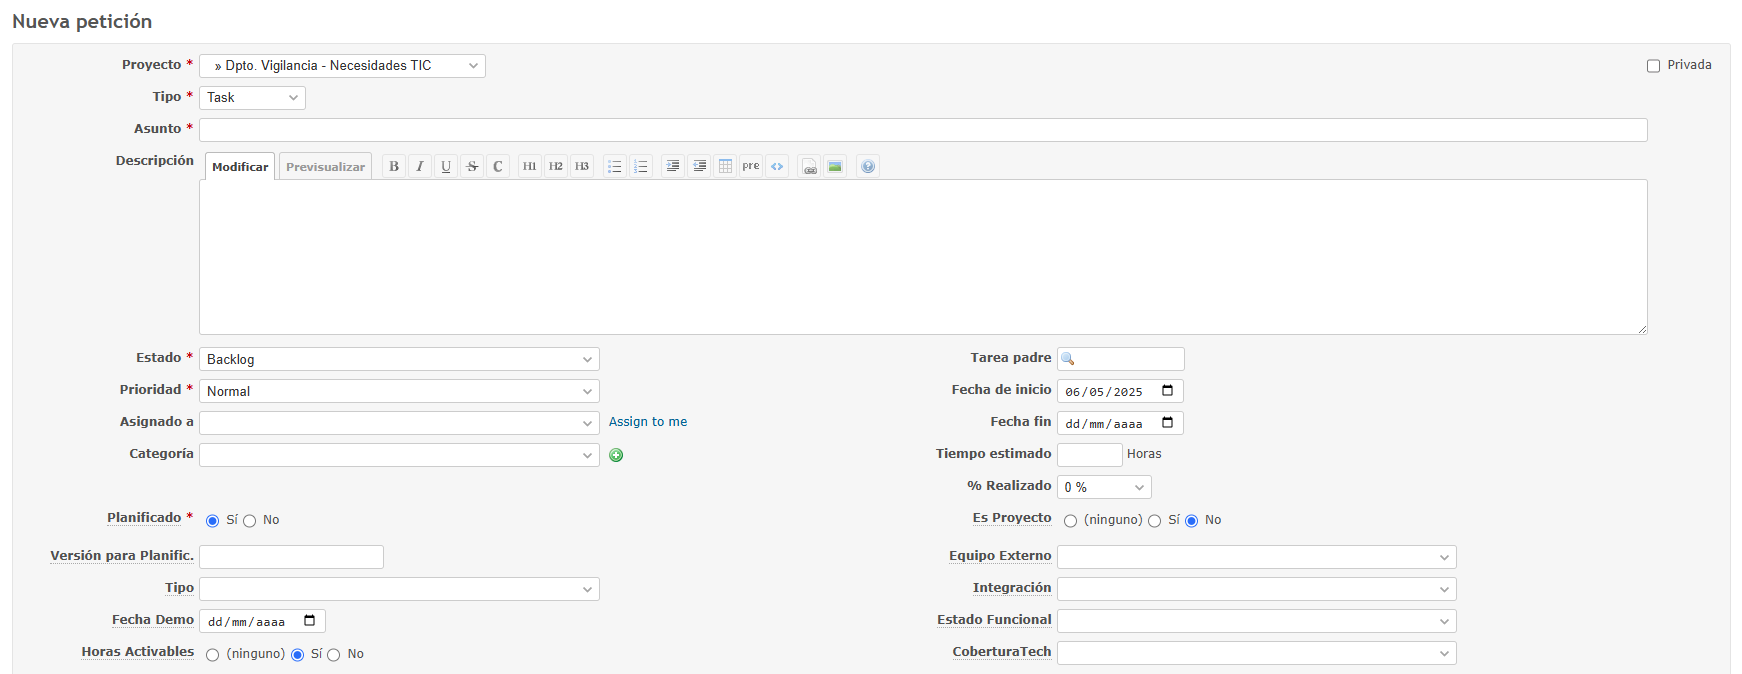 Nueva petición
Proyecto * » Dpto. Vigilancia - Necesidades TIC Privada
Tipo * Task
Asunto *
Descripción Modificar Previsualizar B I U S C H1 H2 H3 pre <> ?
Estado * Backlog Tarea padre
Prioridad * Normal Fecha de inicio 06/05/2025
Asignado a Assign to me Fecha fin dd/mm/aaaa
Categoría Tiempo estimado Horas
% Realizado 0 %
Planificado * Sí No Es Proyecto (ninguno) Sí No
Versión para Planific. Equipo Externo
Tipo Integración
Fecha Demo dd/mm/aaaa Estado Funcional
Horas Activables (ninguno) Sí No CoberturaTech